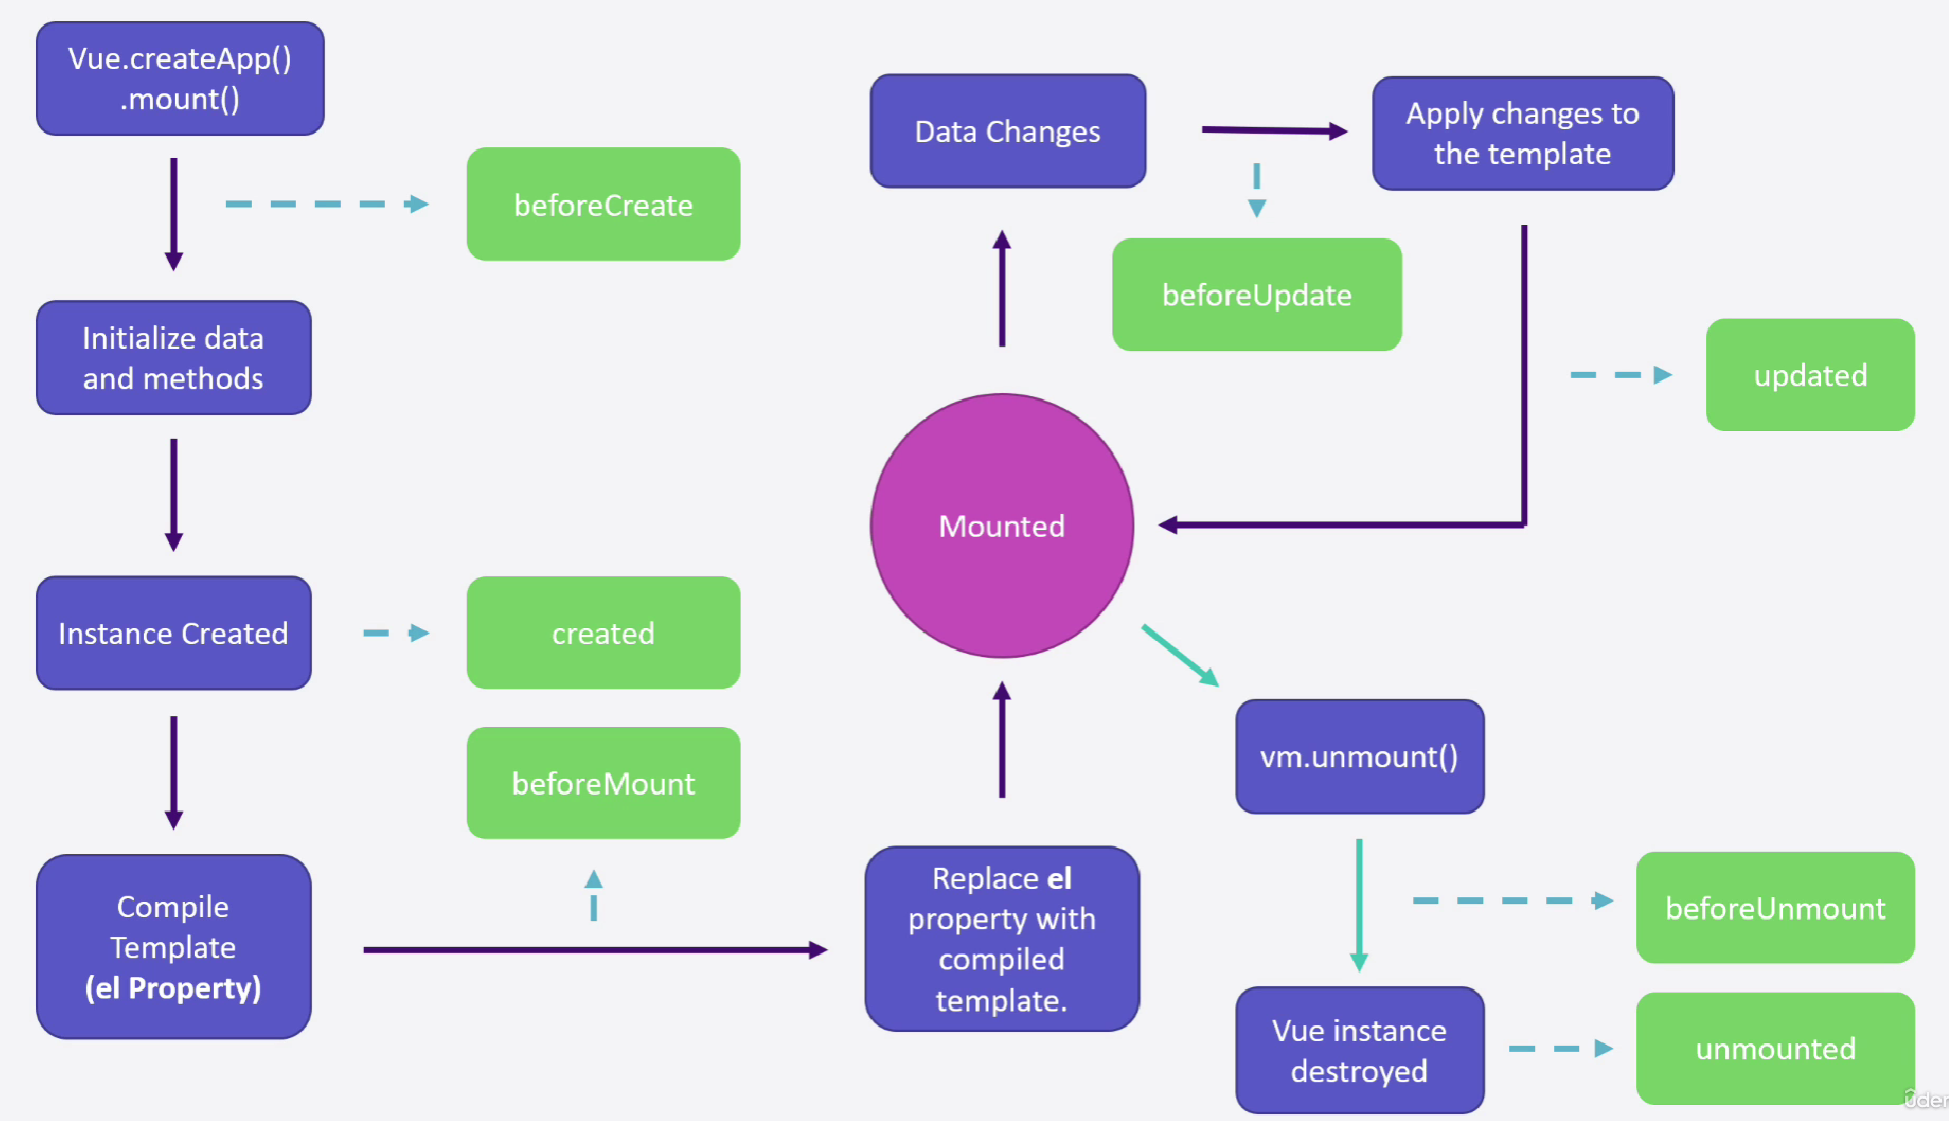 Vue.createApp()
.mount()
beforeCreate
Initialize data
and methods
Instance Created
created
beforeMount
Compile
Template
(el Property)
Replace el
property with
compiled
template.
Mounted
Data Changes
beforeUpdate
Apply changes to
the template
updated
vm.unmount()
beforeUnmount
Vue instance
destroyed
unmounted